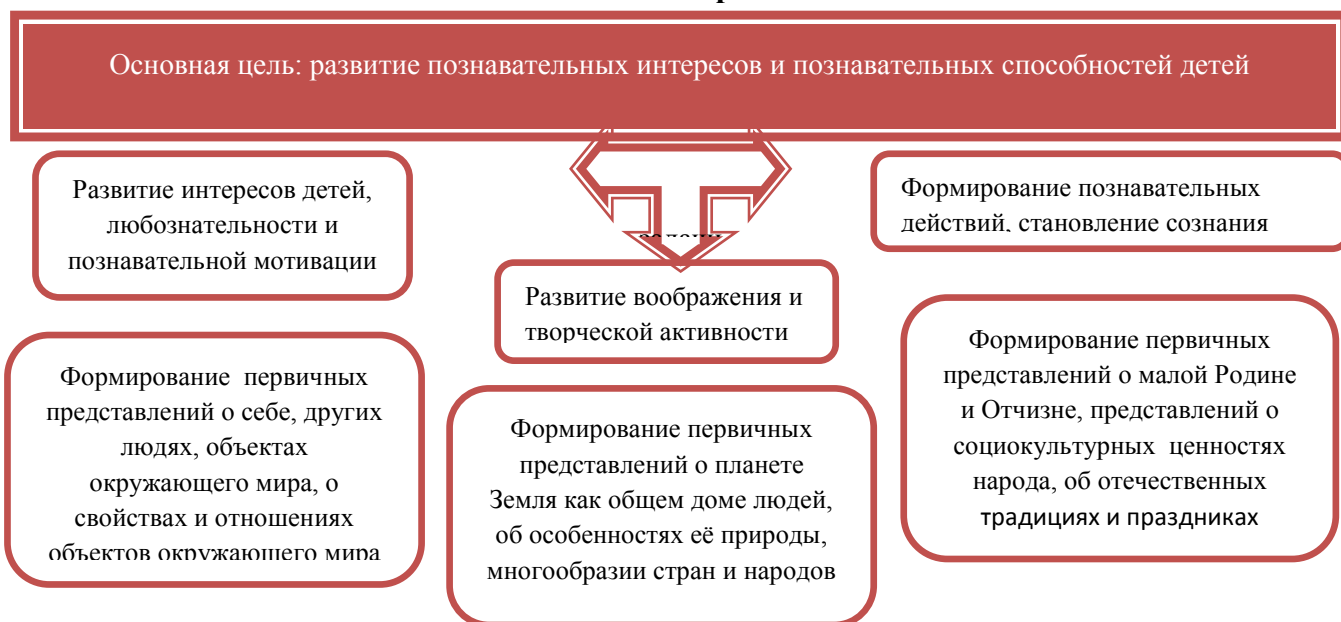 Основная цель: развитие познавательных интересов и познавательных способностей детей
Развитие интересов детей,
любознательности и
познавательной мотивации
Формирование познавательных
действий, становление сознания
Развитие воображения и
творческой активности
Формирование первичных
представлений о себе, других
людях, объектах
окружающего мира, о
свойствах и отношениях
объектов окружающего мира
Формирование первичных
представлений о планете
Земля как общем доме людей,
об особенностях её природы,
многообразии стран и народов
Формирование первичных
представлений о малой Родине
и Отчизне, представлений о
социокультурных ценностях
народа, об отечественных
традициях и праздниках